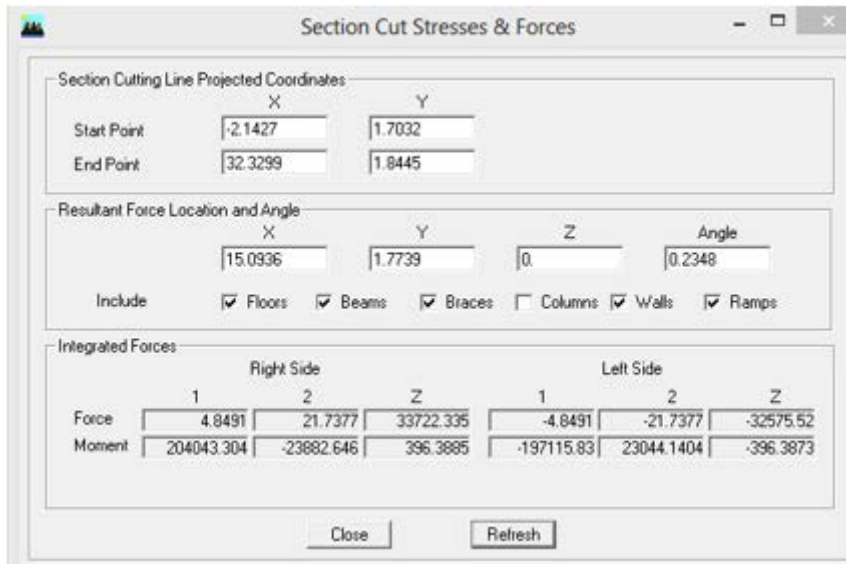 Section Cut Stresses & Forces
Section Cutting Line Projected Coordinates
X Y
Start Point -2.1427 1.7032
End Point 32.3299 1.8445
Resultant Force Location and Angle
X Y Z Angle
15.0936 1.7739 0. 0.2348
Include Floors Beams Braces Columns Walls Ramps
Integrated Forces
Right Side Left Side
1 2 Z 1 2 Z
Force 4.8491 21.7377 33722.335 -4.8491 -21.7377 -32575.52
Moment 204043.304 -23882.646 396.3885 -197115.83 23044.1404 -396.3873
Close Refresh